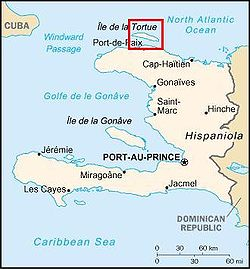 CUBA
Île de la Tortue
North Atlantic
Ocean
Windward
Passage
Port-de-Paix
Cap-Haïtien
Gonaïves
Golfe de le Gonâve
Saint-
Marc
Hinche
Île de la Gonâve
Hispaniola
Jérémie
PORT-AU-PRINCE
Miragoâne
Les Cayes
Jacmel
DOMINICAN
REPUBLIC
Caribbean Sea
0 30 60 km
0 30 60 mi